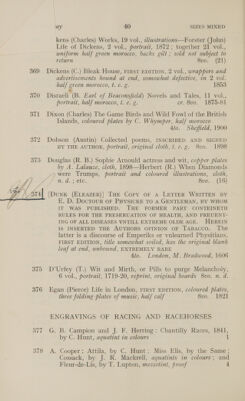 ay 40 SIZES MIXED
kens (Charles) Works, 19 vol., illustrations—Forster (John)
Life of Dickens, 2 vol., portrait, 1872; together 21 vol.,
uniform half green morocco, backs gilt; sold not subject to
return 8vo. (21)
369 Dickens (C.) Bleak House, FIRST EDITION, 2 vol., wrappers and
advertisements bound at end, somewhat defective, in 2 vol.
half green morocco, t. e. g. 1853
370 Disraeli (B. Earl of Beaconsfield) Novels and Tales, 11 vol.,
portrait, half morocco, t. e. g. cr. 8vo. 1875-81
371 Dixon (Charles) The Game Birds and Wild Fowl of the British
Islands, coloured plates by C. Whymper, half morocco
4to. Sheffield, 1900
372 Dobson (Austin) Collected poems, INSCRIBED AND SIGNED
BY THE AUTHOR, portrait, original cloth, t. e. g. 8vo. 1898
373 Douglas (R. B.) Sophie Arnould actress and wit, copper plates
by A. Lalauze, cloth, 1898—Herbert (R.) When Diamonds
were Trumps, portrait and coloured illustrations, cloth,
n. d.; etc. 8vo. (16)
374 [DUNK (ELEAZER)] THE COPY OF A LETTER WRITTEN BY
E. D. DOCTOUR OF PHYSICKE TO A GENTLEMAN, BY WHOM
IT WAS PUBLISHED. THE FORMER PART CONTEINETH
RULES FOR THE PRESERVATION OF HEALTH, AND PREUENT-
ING OF ALL DISEASES VNTILL EXTREME OLDE AGE. HEREIN
IS INSERTED THE AUTHORS OPINION OF TABACCO. The
latter is a discourse of Emperiks or vnlearned Physitians,
FIRST EDITION, title somewhat soiled, has the original blank
leaf at end, unbound, EXTREMELY RARE
4to. London, M. Bradwood, 1606
375 D'Urfey (T.) Wit and Mirth, or Pills to purge Melancholy,
6 vol., portrait, 1719-20, reprint, original boards 8vo. n. d.
376 Egan (Pierce) Life in London, FIRST EDITION, coloured plates,
three folding plates of music, half calf 8vo. 1821
ENGRAVINGS OF RACING AND RACEHORSES
377 G. B. Campion and J. F. Herring: Chantilly Races, 1841,
by C. Hunt, aquatint in colours 1
378 A. Cooper: Attila, by C. Hunt; Miss Elis, by the Same;
Cossack, by J. K. Mackrell, aquatints in colours; and
Fleur-de-Lis, by T. Lupton, mezzotint, proof 4